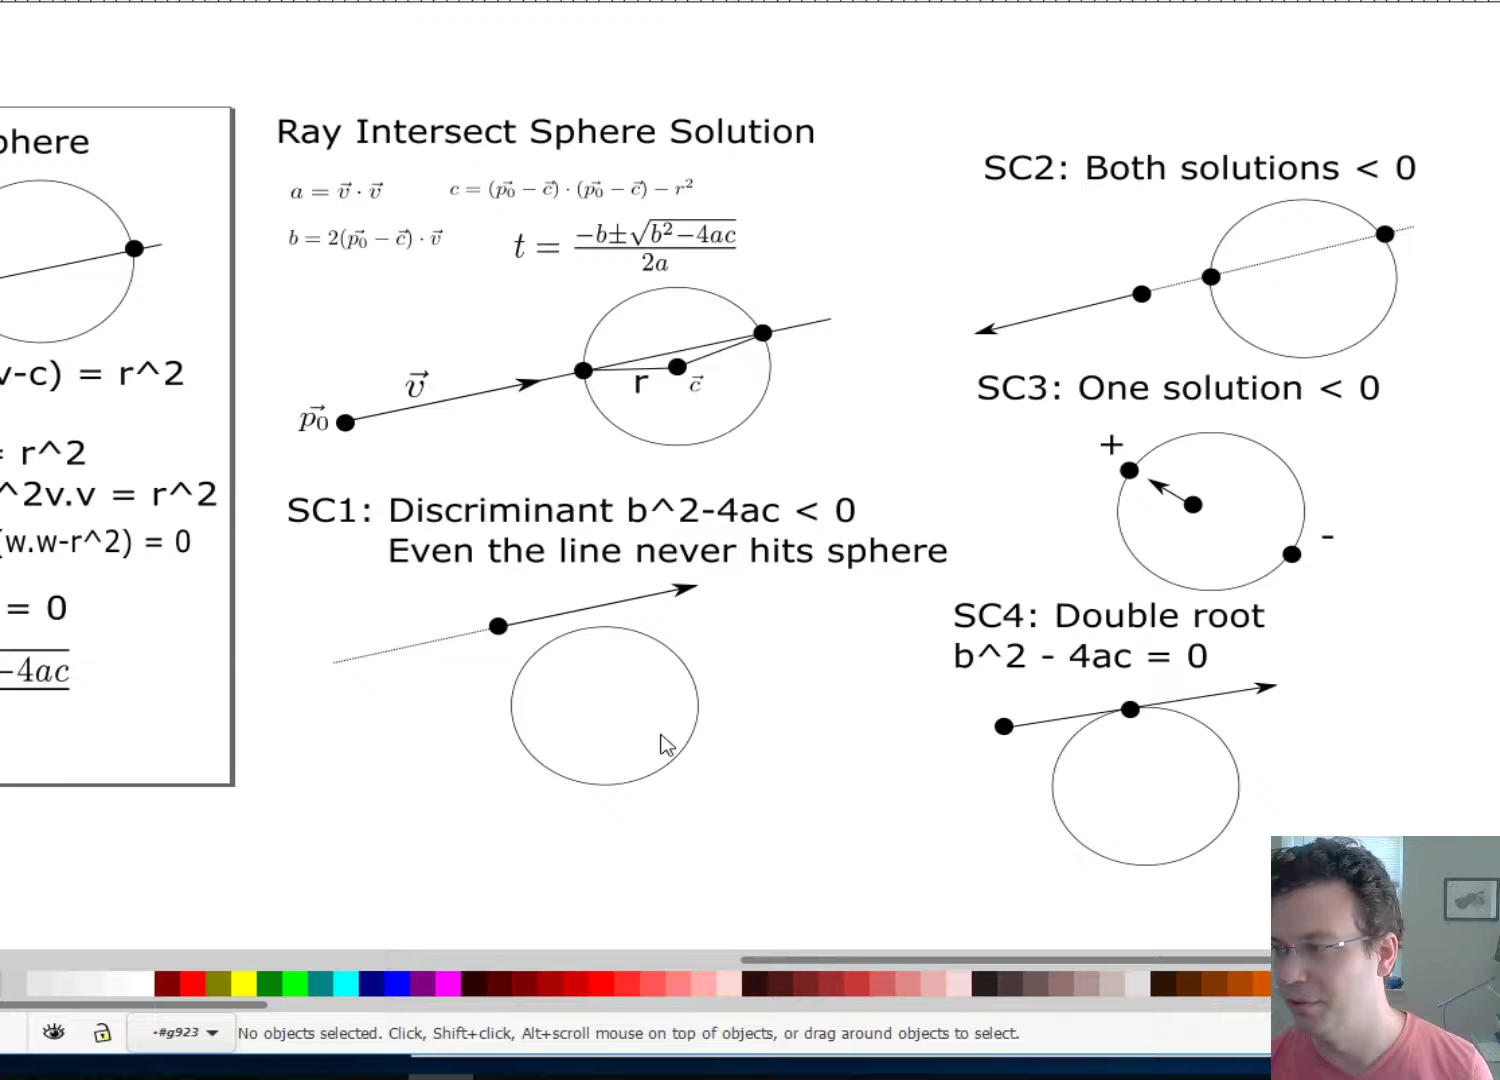 phere
v-c) = r^2
= r^2
^2v.v = r^2
(w.w-r^2) = 0
= 0
−4ac
Ray Intersect Sphere Solution
a = v⃗ · v⃗
c = (p⃗₀ − c⃗) · (p⃗₀ − c⃗) − r²
b = 2(p⃗₀ − c⃗) · v⃗
t = (−b±√(b²−4ac))/(2a)
v⃗
p⃗₀
r
c⃗
SC1: Discriminant b^2-4ac < 0
Even the line never hits sphere
SC2: Both solutions < 0
SC3: One solution < 0
+
-
SC4: Double root
b^2 - 4ac = 0
-#g923
No objects selected. Click, Shift+click, Alt+scroll mouse on top of objects, or drag around objects to select.